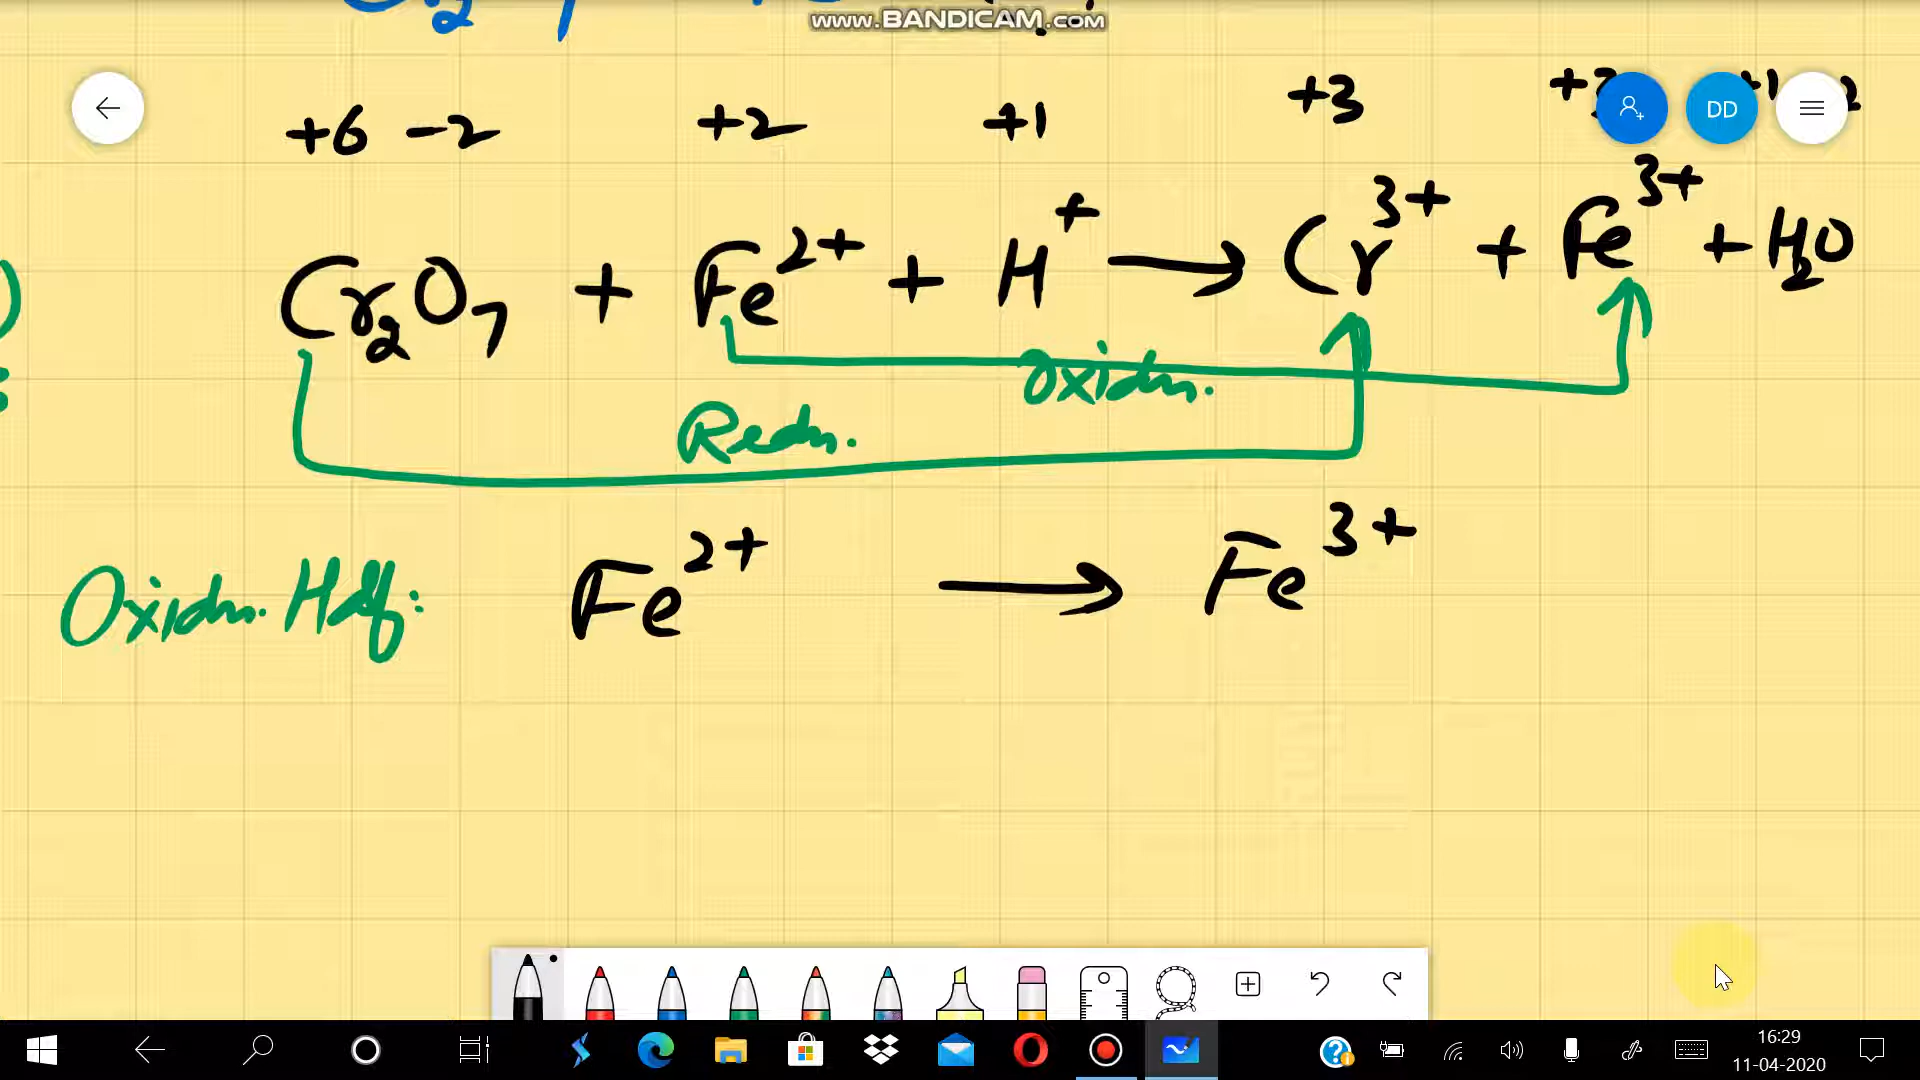 www.BANDICAM.com
+6 -2 +2 +1 +3
DD
Cr₂O₇ + Fe²⁺ + H⁺ → Cr³⁺ + Fe³⁺ + H₂O
Oxidn.
Redn.
Oxidn. Half: Fe²⁺ → Fe³⁺
16:29
11-04-2020